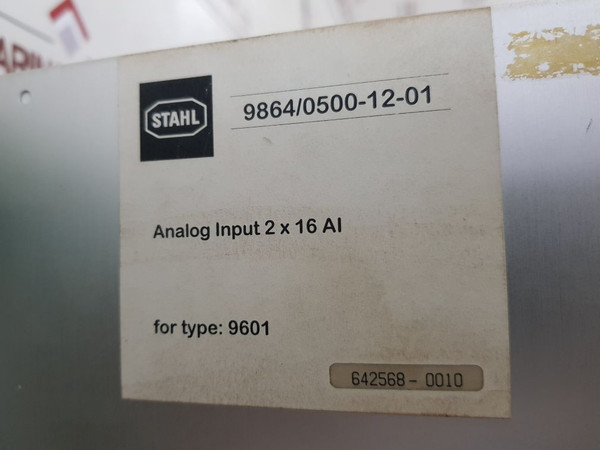 STAHL
9864/0500-12-01
Analog Input 2 x 16 AI
for type: 9601
642568-0010